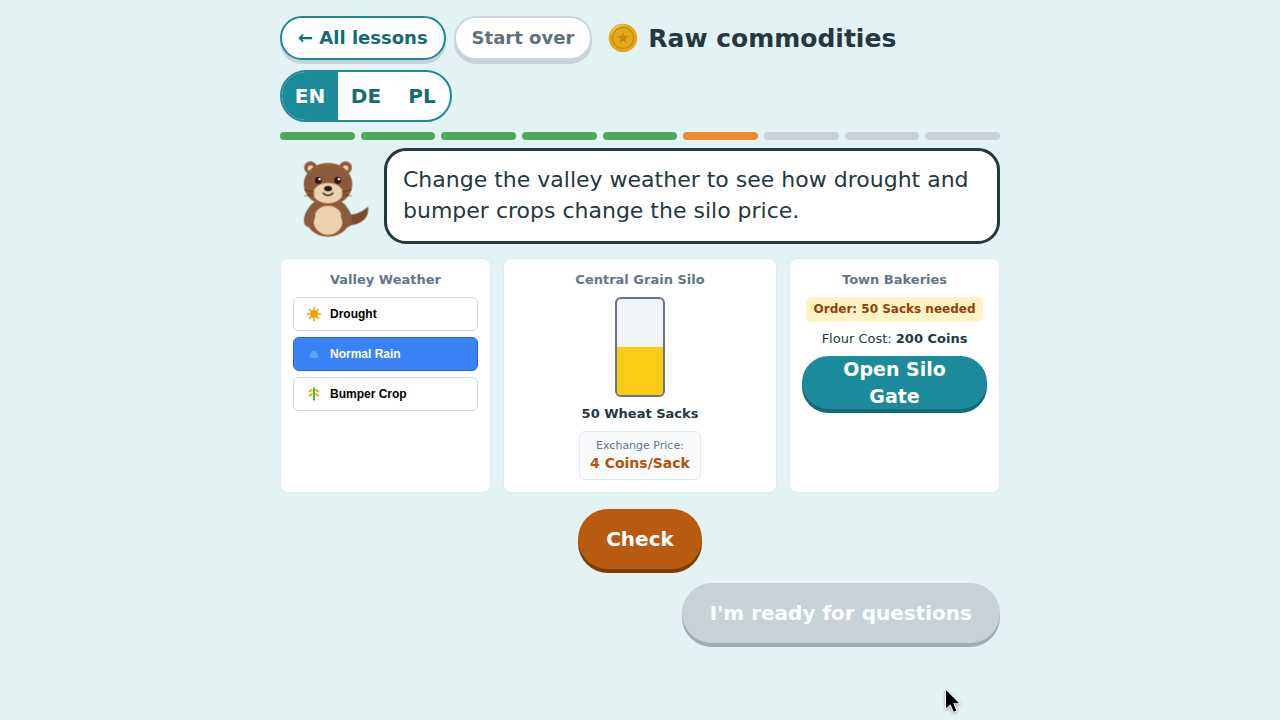 ← All lessons
Start over
Raw commodities
EN
DE
PL
Change the valley weather to see how drought and
bumper crops change the silo price.
Valley Weather
Drought
Normal Rain
Bumper Crop
Central Grain Silo
50 Wheat Sacks
Exchange Price:
4 Coins/Sack
Town Bakeries
Order: 50 Sacks needed
Flour Cost: 200 Coins
Open Silo
Gate
Check
I'm ready for questions